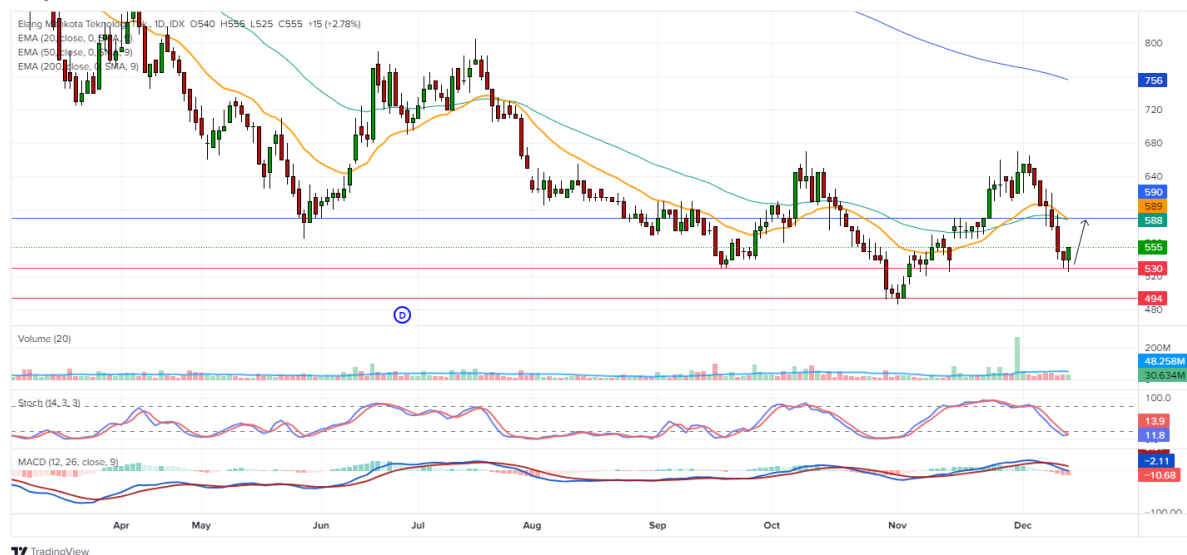 Elang Mahkota Teknologi Tbk., 1D, IDX O540 H555 L525 C555 +15 (+2.78%)
EMA (20, close, 0, SMA, 9)
EMA (50, close, 0, SMA, 9)
EMA (200, close, 0, SMA, 9)
800
756
720
680
640
590
589
588
555
530
494
480
D
Volume (20)
200M
48.258M
30.634M
Stoch (14, 3, 3)
100.0
13.9
11.8
MACD (12, 26, close, 9)
−2.11
−10.68
−100.00
Apr May Jun Jul Aug Sep Oct Nov Dec
TradingView